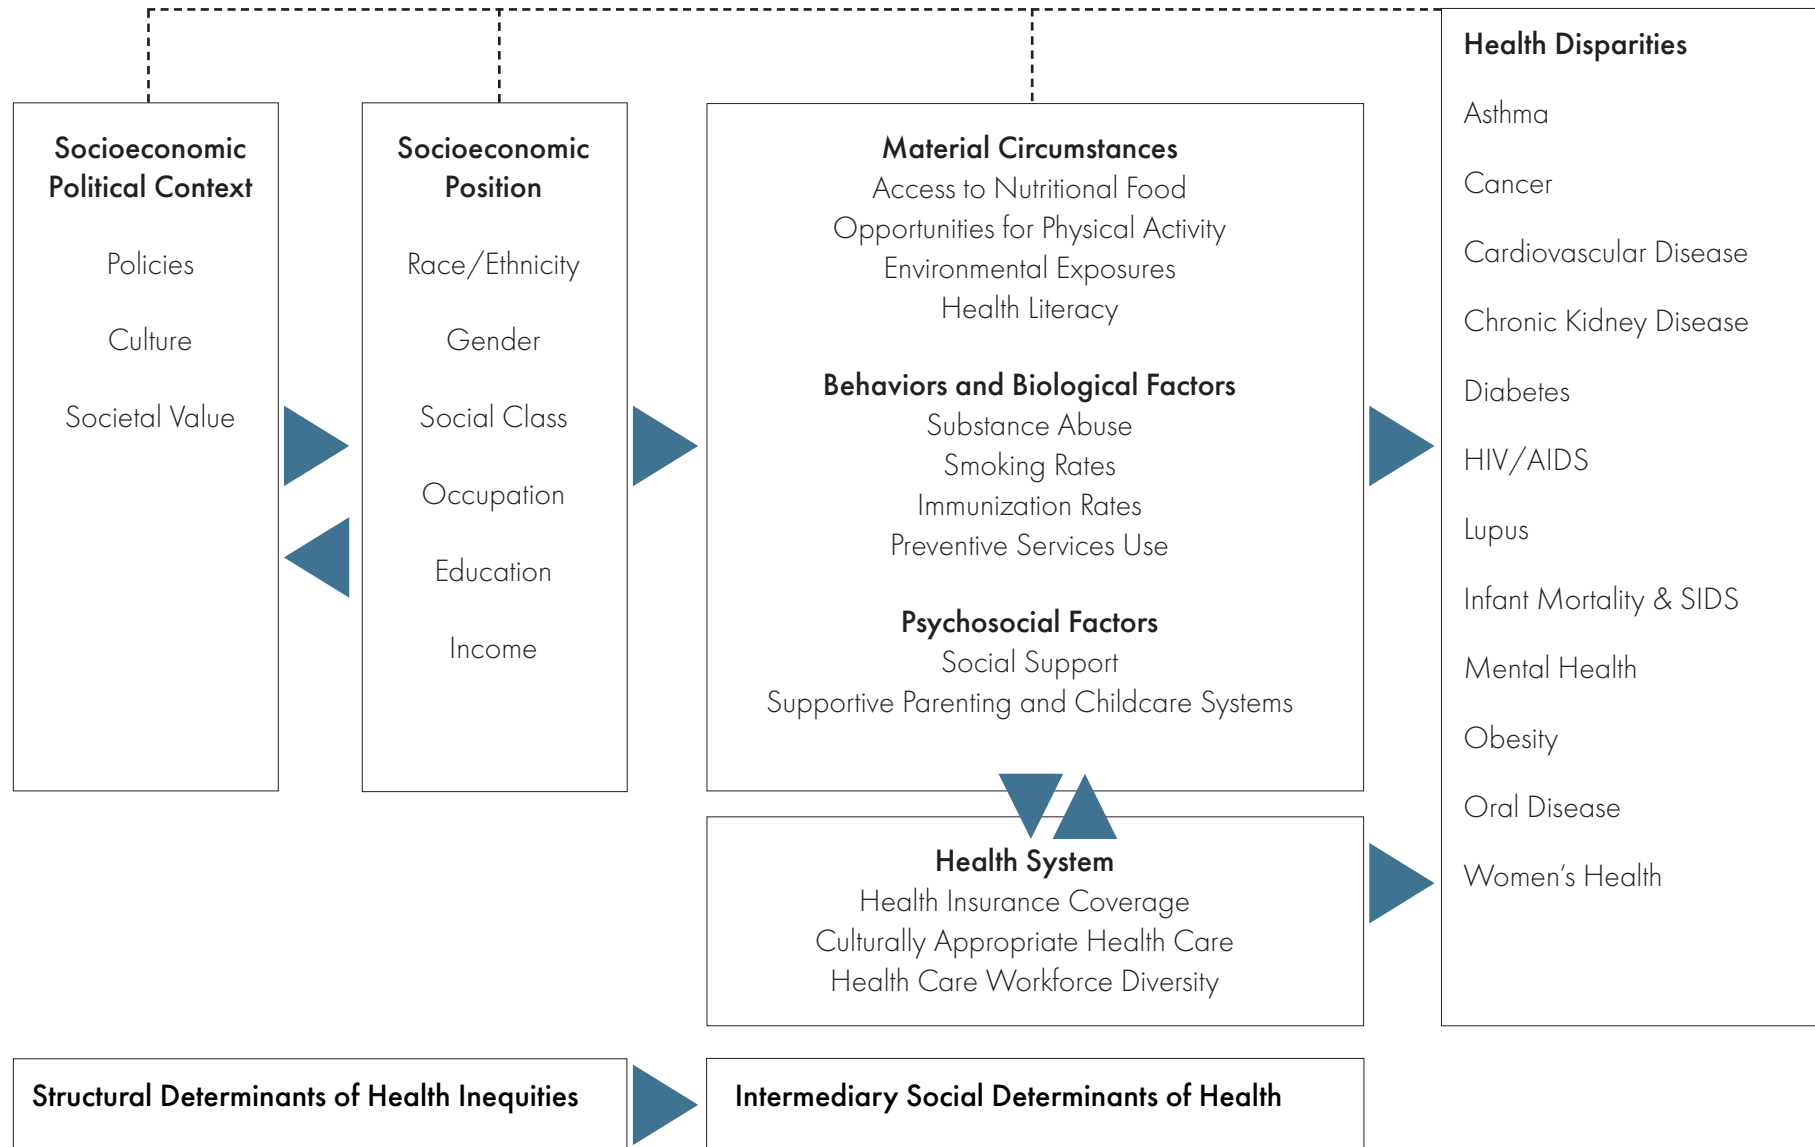 Socioeconomic
Political Context
Policies
Culture
Societal Value
Socioeconomic
Position
Race/Ethnicity
Gender
Social Class
Occupation
Education
Income
Material Circumstances
Access to Nutritional Food
Opportunities for Physical Activity
Environmental Exposures
Health Literacy
Behaviors and Biological Factors
Substance Abuse
Smoking Rates
Immunization Rates
Preventive Services Use
Psychosocial Factors
Social Support
Supportive Parenting and Childcare Systems
Health System
Health Insurance Coverage
Culturally Appropriate Health Care
Health Care Workforce Diversity
Health Disparities
Asthma
Cancer
Cardiovascular Disease
Chronic Kidney Disease
Diabetes
HIV/AIDS
Lupus
Infant Mortality & SIDS
Mental Health
Obesity
Oral Disease
Women’s Health
Structural Determinants of Health Inequities
Intermediary Social Determinants of Health